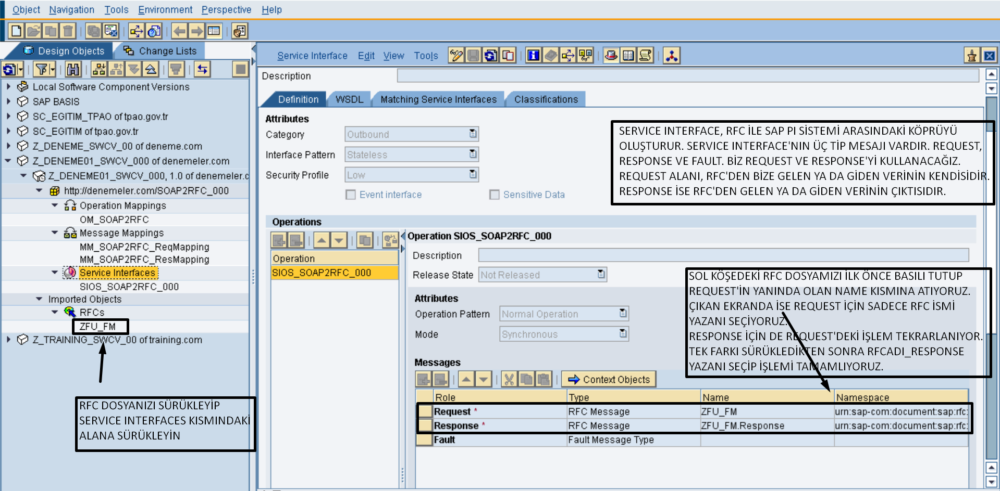 Object Navigation Tools Environment Perspective Help
Design Objects Change Lists
Local Software Component Versions
SAP BASIS
SC_EGITIM_TPAO of tpao.gov.tr
SC_EGITIM of tpao.gov.tr
Z_DENEME_SWCV_00 of deneme.com
Z_DENEME01_SWCV_000 of denemeler.com
Z_DENEME01_SWCV_000, 1.0 of denemeler.c
http://denemeler.com/SOAP2RFC_000
Operation Mappings
OM_SOAP2RFC
Message Mappings
MM_SOAP2RFC_ReqMapping
MM_SOAP2RFC_ResMapping
Service Interfaces
SIOS_SOAP2RFC_000
Imported Objects
RFCs
ZFU_FM
Z_TRAINING_SWCV_00 of training.com
RFC DOSYANIZI SÜRÜKLEYİP
SERVICE INTERFACES KISMINDAKİ
ALANA SÜRÜKLEYİN
Service Interface Edit View Tools
Description
Definition WSDL Matching Service Interfaces Classifications
Attributes
Category Outbound
Interface Pattern Stateless
Security Profile Low
Event interface Sensitive Data
SERVICE INTERFACE, RFC İLE SAP PI SİSTEMİ ARASINDAKİ KÖPRÜYÜ
OLUŞTURUR. SERVICE INTERFACE'NIN ÜÇ TİP MESAJI VARDIR. REQUEST,
RESPONSE VE FAULT. BİZ REQUEST VE RESPONSE'Yİ KULLANACAĞIZ.
REQUEST ALANI, RFC'DEN BİZE GELEN YA DA GİDEN VERİNİN KENDİSİDİR.
RESPONSE İSE RFC'DEN GELEN YA DA GİDEN VERİNİN ÇIKTISIDIR.
Operations
Operation
SIOS_SOAP2RFC_000
Operation SIOS_SOAP2RFC_000
Description
Release State Not Released
Attributes
Operation Pattern Normal Operation
Mode Synchronous
SOL KÖŞEDEKİ RFC DOSYAMIZI İLK ÖNCE BASILI TUTUP
REQUEST'İN YANINDA OLAN NAME KISMINA ATIYORUZ.
ÇIKAN EKRANDA İSE REQUEST İÇİN SADECE RFC İSMİ
YAZANI SEÇİYORUZ.
RESPONSE İÇİN DE REQUEST'DEKİ İŞLEM TEKRARLANIYOR.
TEK FARKI SÜRÜKLEDİKTEN SONRA RFCADI_RESPONSE
YAZANI SEÇİP İŞLEMİ TAMAMLIYORUZ.
Messages
Context Objects
Role Type Name Namespace
Request * RFC Message ZFU_FM urn:sap-com:document:sap:rfc:
Response * RFC Message ZFU_FM.Response urn:sap-com:document:sap:rfc:
Fault Fault Message Type